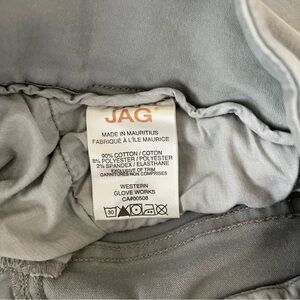 JAG
MADE IN MAURITIUS
FABRIQUÉ À L'ÎLE MAURICE
90% COTTON / COTON
8% POLYESTER / POLYESTER
2% SPANDEX / ELASTHANE
EXCLUSIVE OF TRIM
GARNITURES NON COMPRISES
WESTERN
GLOVE WORKS
CA#00508
30